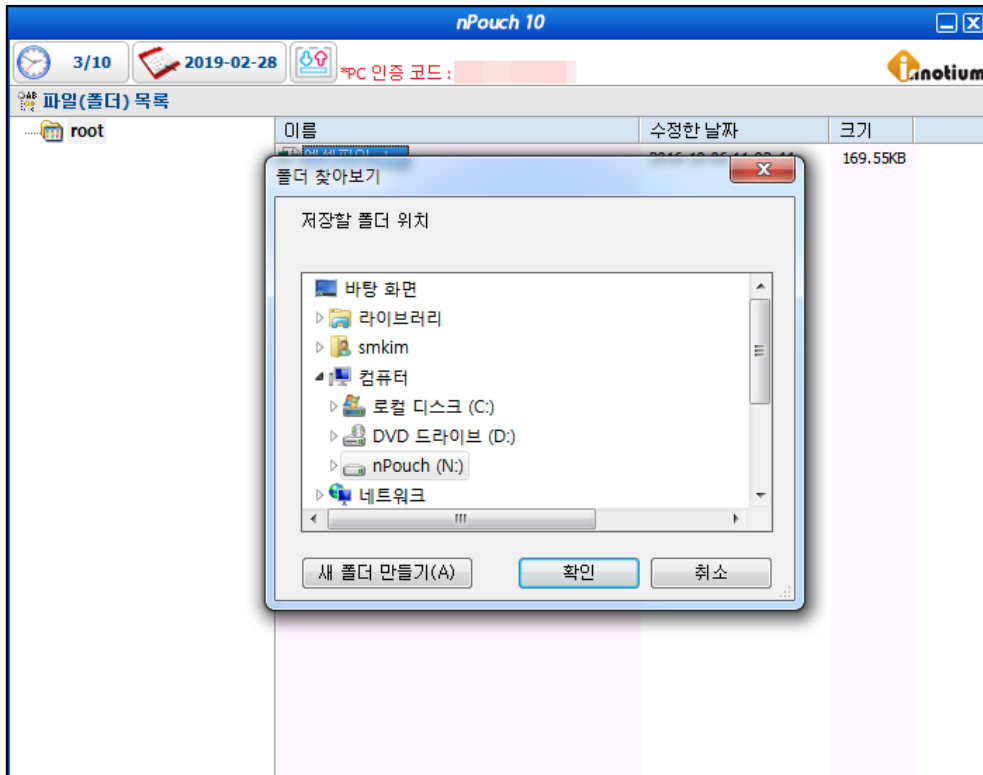 nPouch 10
3/10
2019-02-28
*PC 인증 코드 :
i.notium
파일(폴더) 목록
root
이름
수정한 날짜
크기
169.55KB
폴더 찾아보기
저장할 폴더 위치
바탕 화면
라이브러리
smkim
컴퓨터
로컬 디스크 (C:)
DVD 드라이브 (D:)
nPouch (N:)
네트워크
새 폴더 만들기(A)
확인
취소